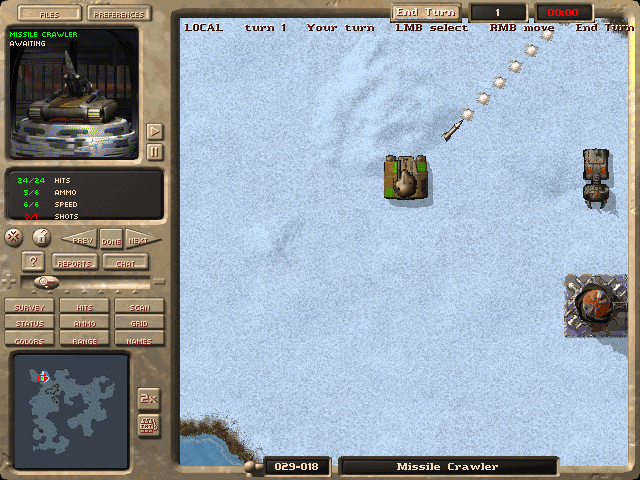 FILES PREFERENCES End Turn 1 00:00
LOCAL turn 1 Your turn LMB select RMB move End Turn
MISSILE CRAWLER
AWAITING
24/24 HITS
5/6 AMMO
6/6 SPEED
0/1 SHOTS
PREV DONE NEXT
? REPORTS CHAT
SURVEY HITS SCAN
STATUS AMMO GRID
COLORS RANGE NAMES
2x
029-018 Missile Crawler